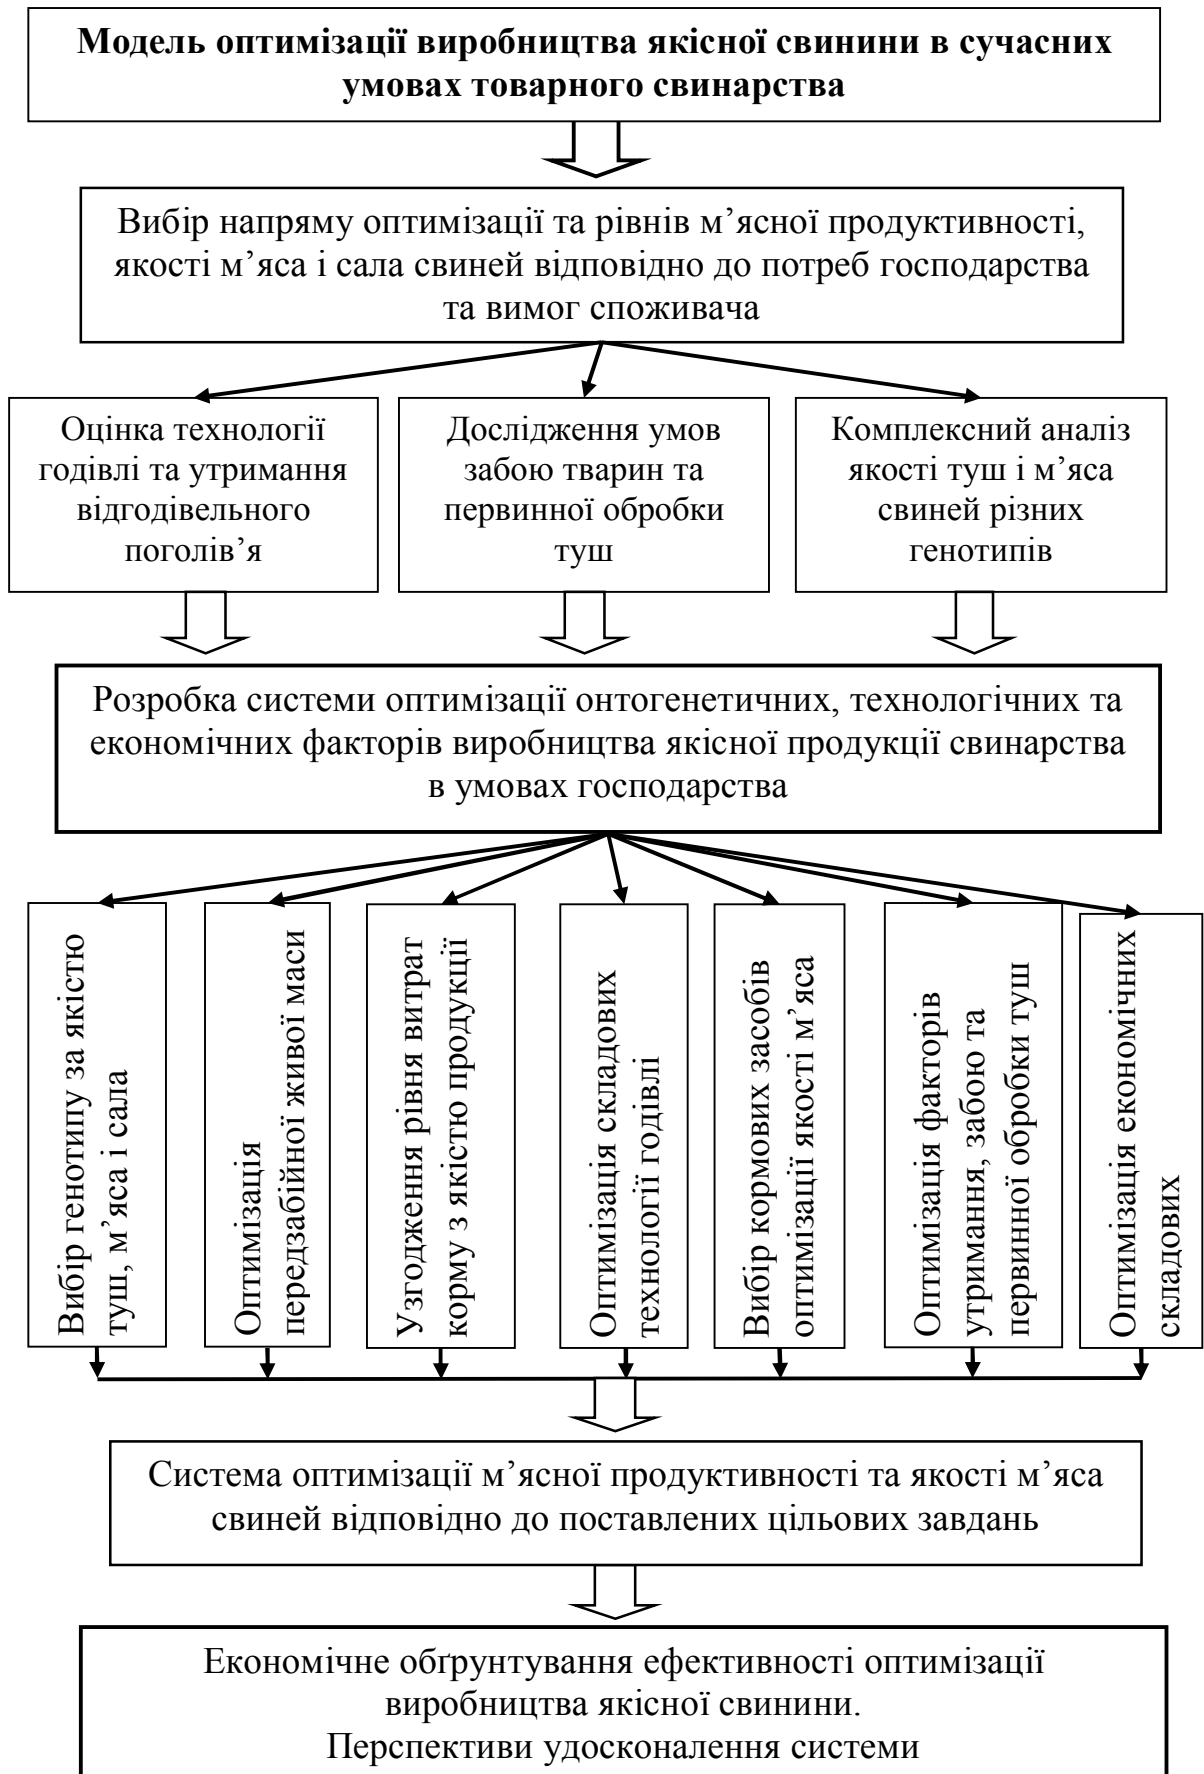 Модель оптимізації виробництва якісної свинини в сучасних
умовах товарного свинарства
Вибір напряму оптимізації та рівнів м’ясної продуктивності,
якості м’яса і сала свиней відповідно до потреб господарства
та вимог споживача
Оцінка технології
годівлі та утримання
відгодівельного
поголів’я
Дослідження умов
забою тварин та
первинної обробки
туш
Комплексний аналіз
якості туш і м’яса
свиней різних
генотипів
Розробка системи оптимізації онтогенетичних, технологічних та
економічних факторів виробництва якісної продукції свинарства
в умовах господарства
Вибір генотипу за якістю
туш, м’яса і сала
Оптимізація
передзабійної живої маси
Узгодження рівня витрат
корму з якістю продукції
Оптимізація складових
технології годівлі
Вибір кормових засобів
оптимізації якості м’яса
Оптимізація факторів
утримання, забою та
первинної обробки туш
Оптимізація економічних
складових
Система оптимізації м’ясної продуктивності та якості м’яса
свиней відповідно до поставлених цільових завдань
Економічне обґрунтування ефективності оптимізації
виробництва якісної свинини.
Перспективи удосконалення системи